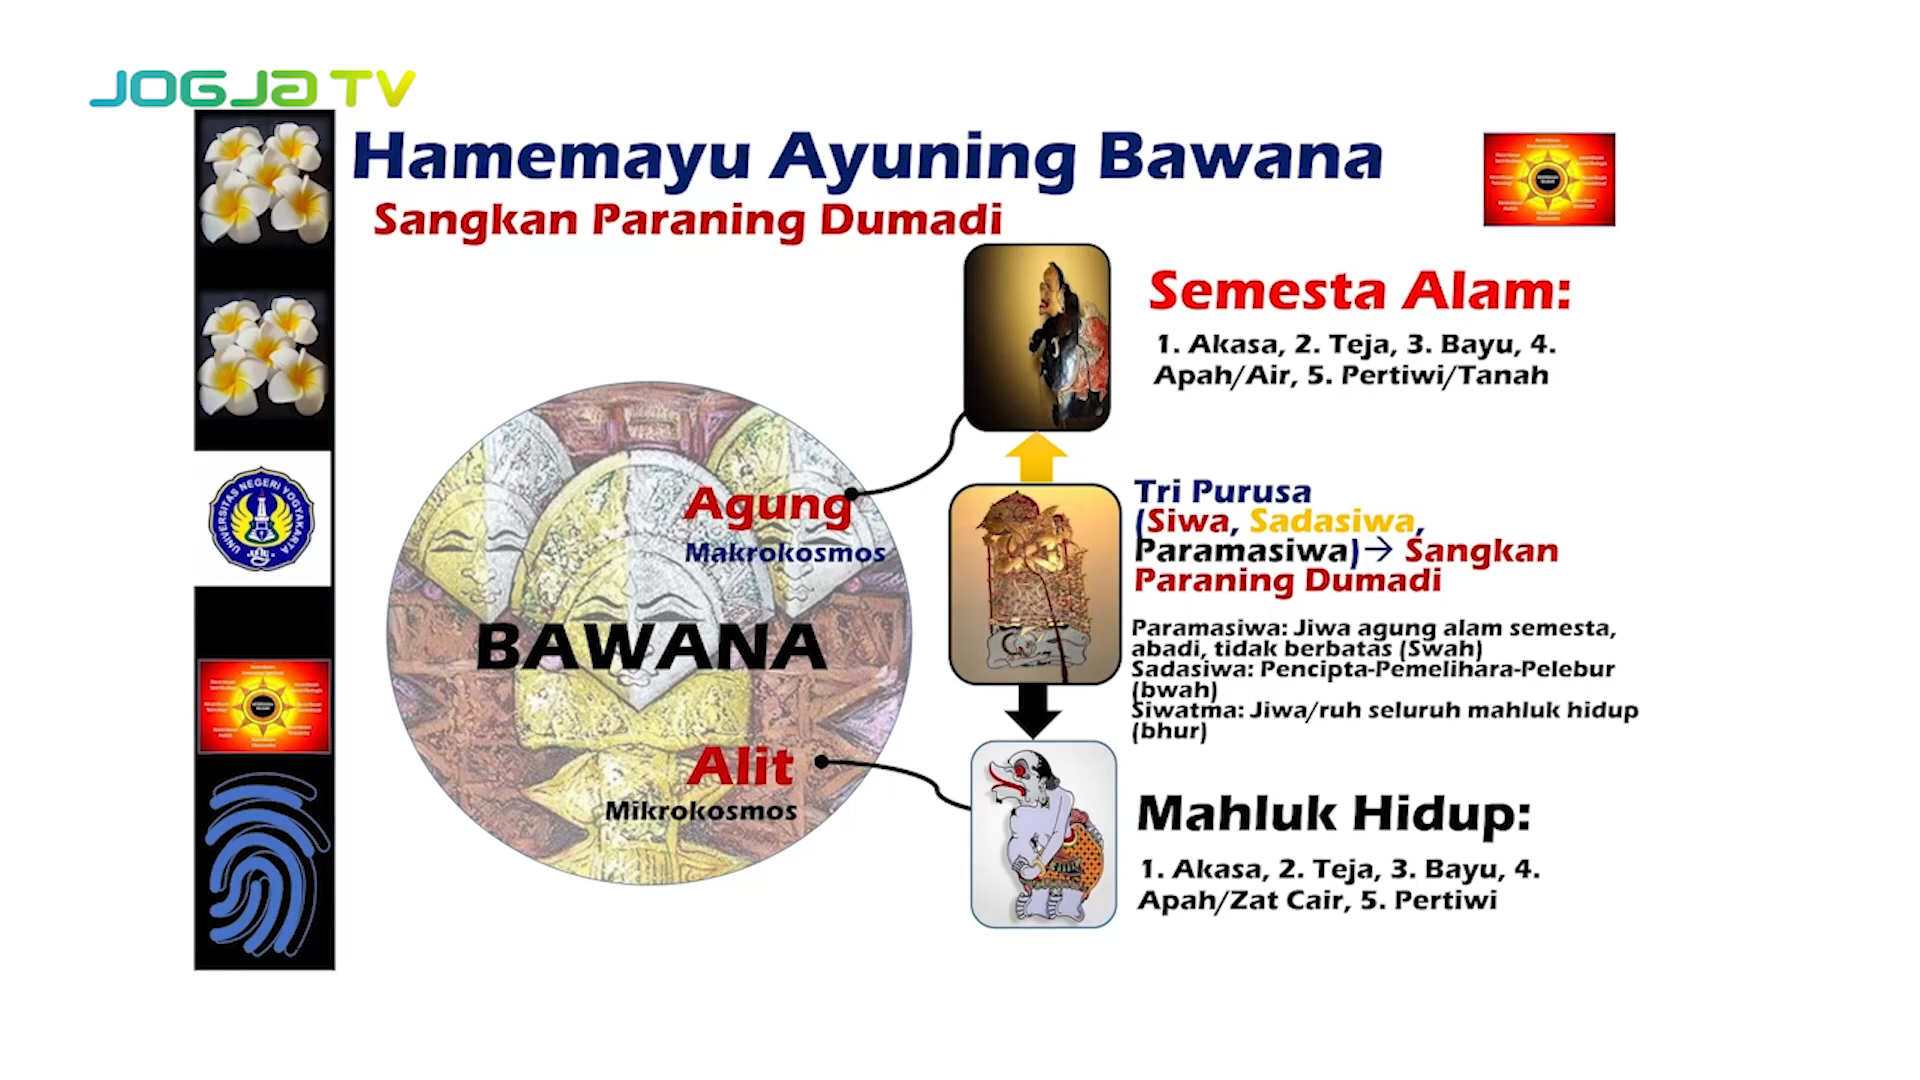 JOGJA TV
Hamemayu Ayuning Bawana
Sangkan Paraning Dumadi
Semesta Alam:
1. Akasa, 2. Teja, 3. Bayu, 4.
Apah/Air, 5. Pertiwi/Tanah
Agung
Makrokosmos
BAWANA
Alit
Mikrokosmos
Tri Purusa
(Siwa, Sadasiwa,
Paramasiwa)→ Sangkan
Paraning Dumadi
Paramasiwa: Jiwa agung alam semesta,
abadi, tidak berbatas (Swah)
Sadasiwa: Pencipta-Pemelihara-Pelebur
(bwah)
Siwatma: Jiwa/ruh seluruh mahluk hidup
(bhur)
Mahluk Hidup:
1. Akasa, 2. Teja, 3. Bayu, 4.
Apah/Zat Cair, 5. Pertiwi
UNIVERSITAS NEGERI YOGYAKARTA